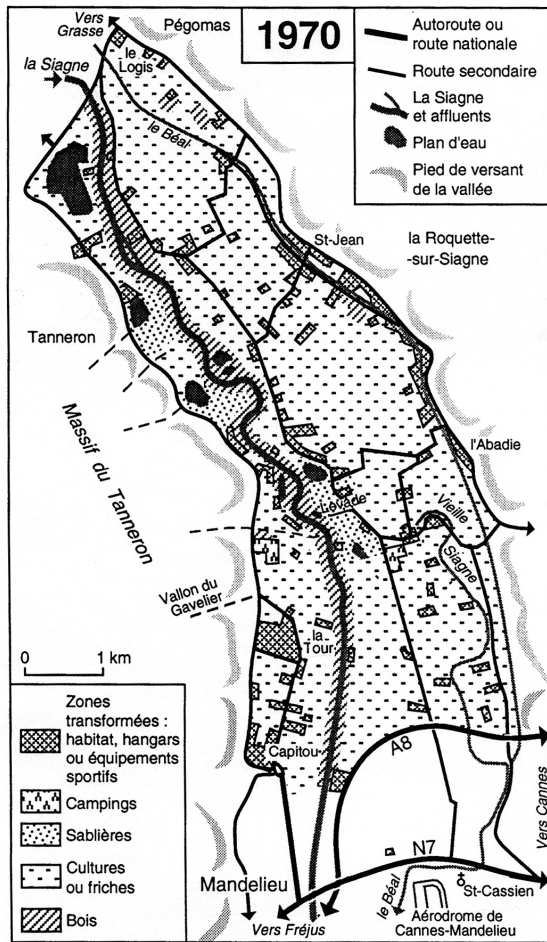 Vers
Grasse
Pégomas
1970
la Siagne
le
Logis
le Béal
St-Jean
la Roquette-
-sur-Siagne
Tanneron
Massif du Tanneron
l'Abadie
Levade
Vieille
Siagne
Vallon du
Gavelier
la
Tour
0 1 km
Capitou
A8
Vers Cannes
N7
Mandelieu
St-Cassien
le Béal
Aérodrome de
Cannes-Mandelieu
Vers Fréjus
Autoroute ou
route nationale
Route secondaire
La Siagne
et affluents
Plan d'eau
Pied de versant
de la vallée
Zones
transformées :
habitat, hangars
ou équipements
sportifs
Campings
Sablières
Cultures
ou friches
Bois